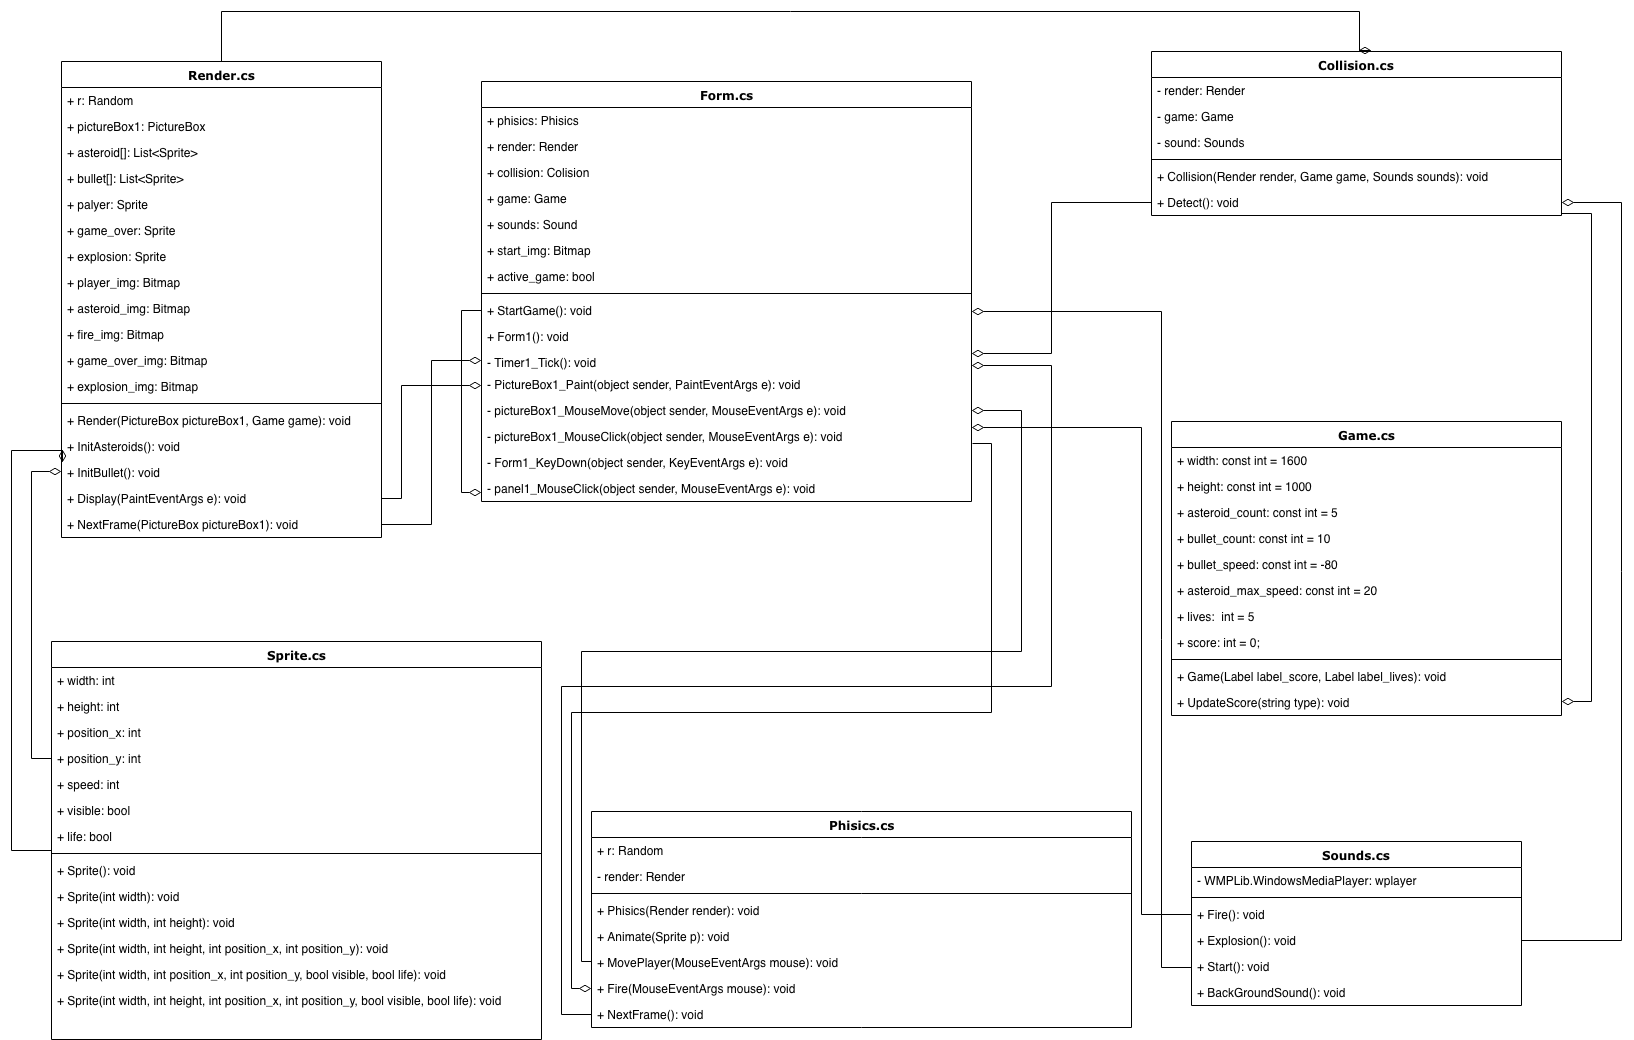 Render.cs
+ r: Random
+ pictureBox1: PictureBox
+ asteroid[]: List<Sprite>
+ bullet[]: List<Sprite>
+ palyer: Sprite
+ game_over: Sprite
+ explosion: Sprite
+ player_img: Bitmap
+ asteroid_img: Bitmap
+ fire_img: Bitmap
+ game_over_img: Bitmap
+ explosion_img: Bitmap
+ Render(PictureBox pictureBox1, Game game): void
+ InitAsteroids(): void
+ InitBullet(): void
+ Display(PaintEventArgs e): void
+ NextFrame(PictureBox pictureBox1): void
Form.cs
+ phisics: Phisics
+ render: Render
+ collision: Colision
+ game: Game
+ sounds: Sound
+ start_img: Bitmap
+ active_game: bool
+ StartGame(): void
+ Form1(): void
- Timer1_Tick(): void
- PictureBox1_Paint(object sender, PaintEventArgs e): void
- pictureBox1_MouseMove(object sender, MouseEventArgs e): void
- pictureBox1_MouseClick(object sender, MouseEventArgs e): void
- Form1_KeyDown(object sender, KeyEventArgs e): void
- panel1_MouseClick(object sender, MouseEventArgs e): void
Collision.cs
- render: Render
- game: Game
- sound: Sounds
+ Collision(Render render, Game game, Sounds sounds): void
+ Detect(): void
Game.cs
+ width: const int = 1600
+ height: const int = 1000
+ asteroid_count: const int = 5
+ bullet_count: const int = 10
+ bullet_speed: const int = -80
+ asteroid_max_speed: const int = 20
+ lives:  int = 5
+ score: int = 0;
+ Game(Label label_score, Label label_lives): void
+ UpdateScore(string type): void
Sprite.cs
+ width: int
+ height: int
+ position_x: int
+ position_y: int
+ speed: int
+ visible: bool
+ life: bool
+ Sprite(): void
+ Sprite(int width): void
+ Sprite(int width, int height): void
+ Sprite(int width, int height, int position_x, int position_y): void
+ Sprite(int width, int position_x, int position_y, bool visible, bool life): void
+ Sprite(int width, int height, int position_x, int position_y, bool visible, bool life): void
Phisics.cs
+ r: Random
- render: Render
+ Phisics(Render render): void
+ Animate(Sprite p): void
+ MovePlayer(MouseEventArgs mouse): void
+ Fire(MouseEventArgs mouse): void
+ NextFrame(): void
Sounds.cs
- WMPLib.WindowsMediaPlayer: wplayer
+ Fire(): void
+ Explosion(): void
+ Start(): void
+ BackGroundSound(): void